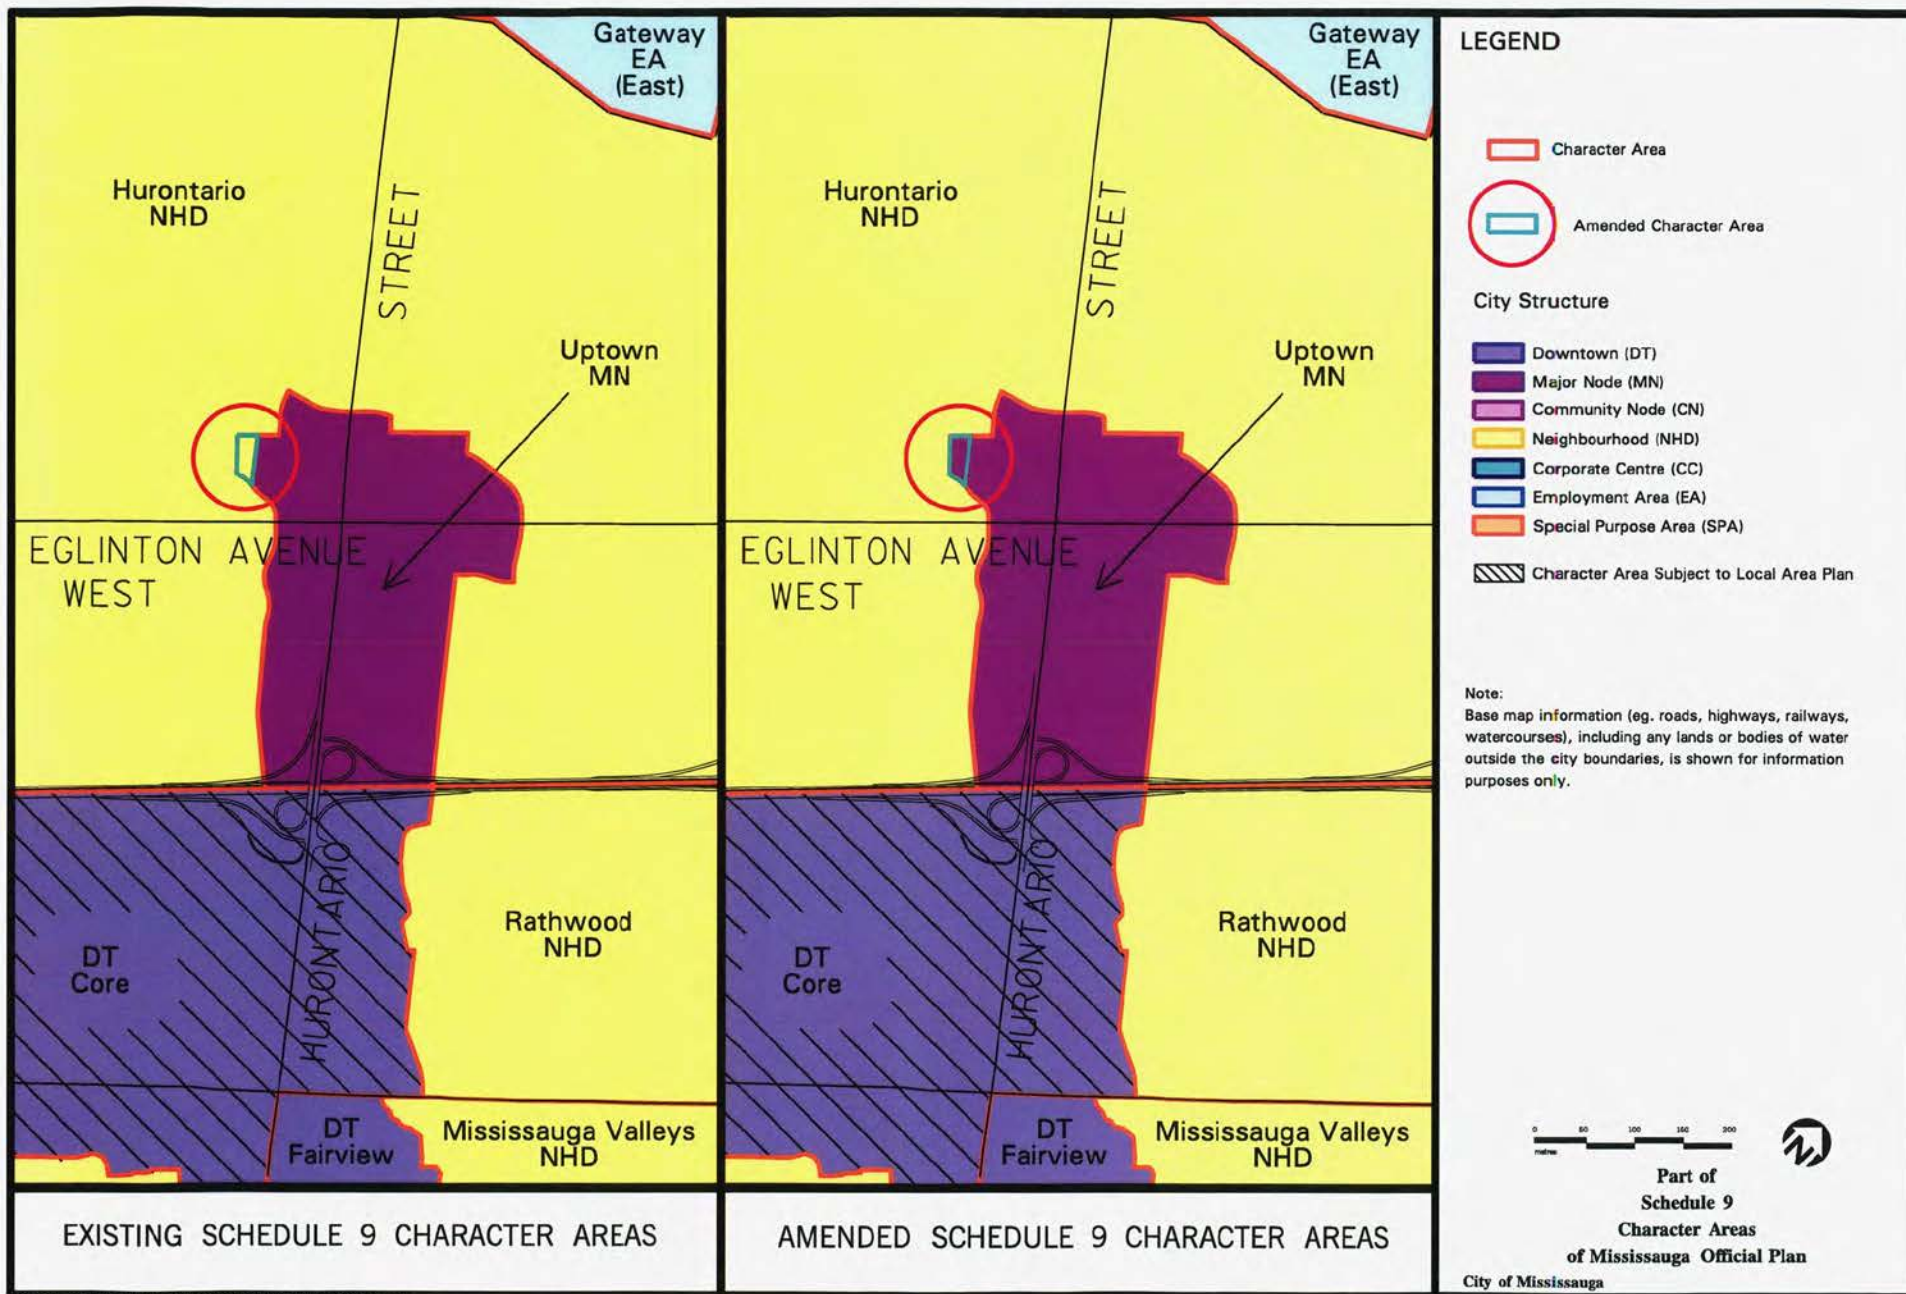 Gateway
EA
(East)
Hurontario
NHD
STREET
Uptown
MN
EGLINTON AVENUE
WEST
HURONTARIO
DT
Core
Rathwood
NHD
DT
Fairview
Mississauga Valleys
NHD
EXISTING SCHEDULE 9 CHARACTER AREAS
Gateway
EA
(East)
Hurontario
NHD
STREET
Uptown
MN
EGLINTON AVENUE
WEST
HURONTARIO
DT
Core
Rathwood
NHD
DT
Fairview
Mississauga Valleys
NHD
AMENDED SCHEDULE 9 CHARACTER AREAS
LEGEND
Character Area
Amended Character Area
City Structure
Downtown (DT)
Major Node (MN)
Community Node (CN)
Neighbourhood (NHD)
Corporate Centre (CC)
Employment Area (EA)
Special Purpose Area (SPA)
Character Area Subject to Local Area Plan
Note:
Base map information (eg. roads, highways, railways,
watercourses), including any lands or bodies of water
outside the city boundaries, is shown for information
purposes only.
0 50 100 150 200
metres
Part of
Schedule 9
Character Areas
of Mississauga Official Plan
City of Mississauga